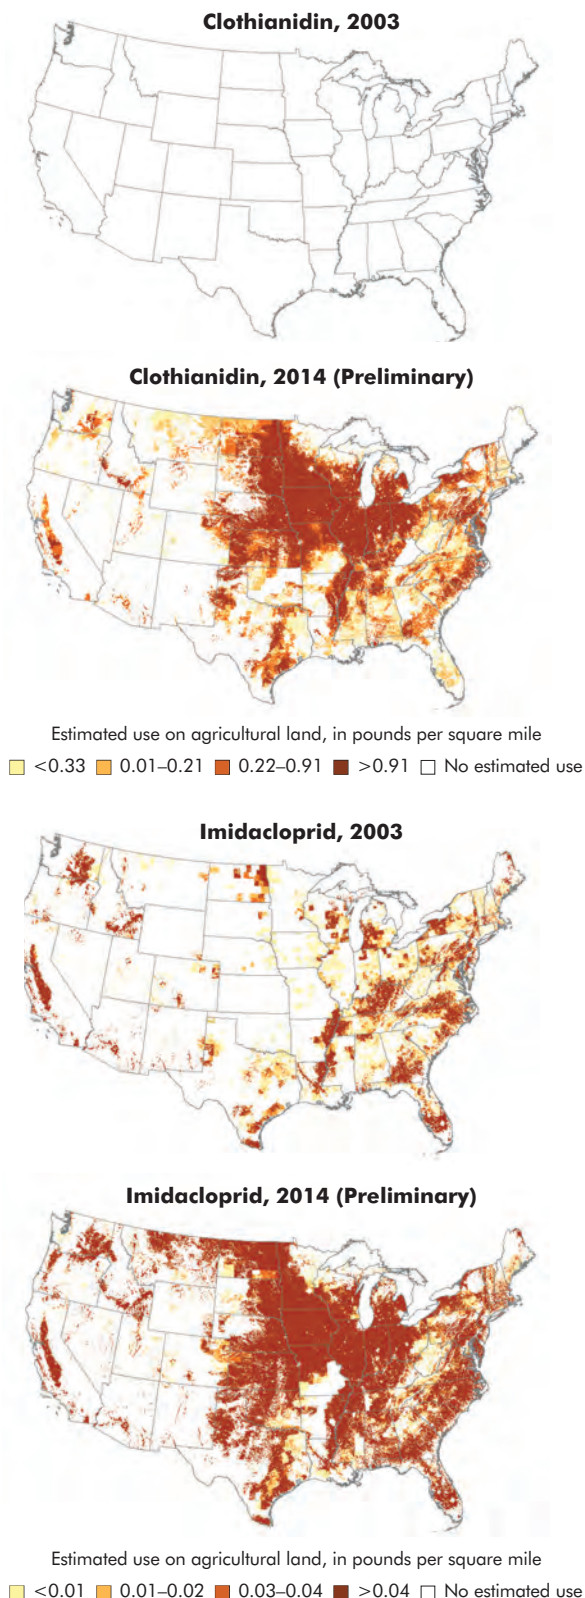 Clothianidin, 2003
Clothianidin, 2014 (Preliminary)
Estimated use on agricultural land, in pounds per square mile
<0.33 0.01–0.21 0.22–0.91 >0.91 No estimated use
Imidacloprid, 2003
Imidacloprid, 2014 (Preliminary)
Estimated use on agricultural land, in pounds per square mile
<0.01 0.01–0.02 0.03–0.04 >0.04 No estimated use